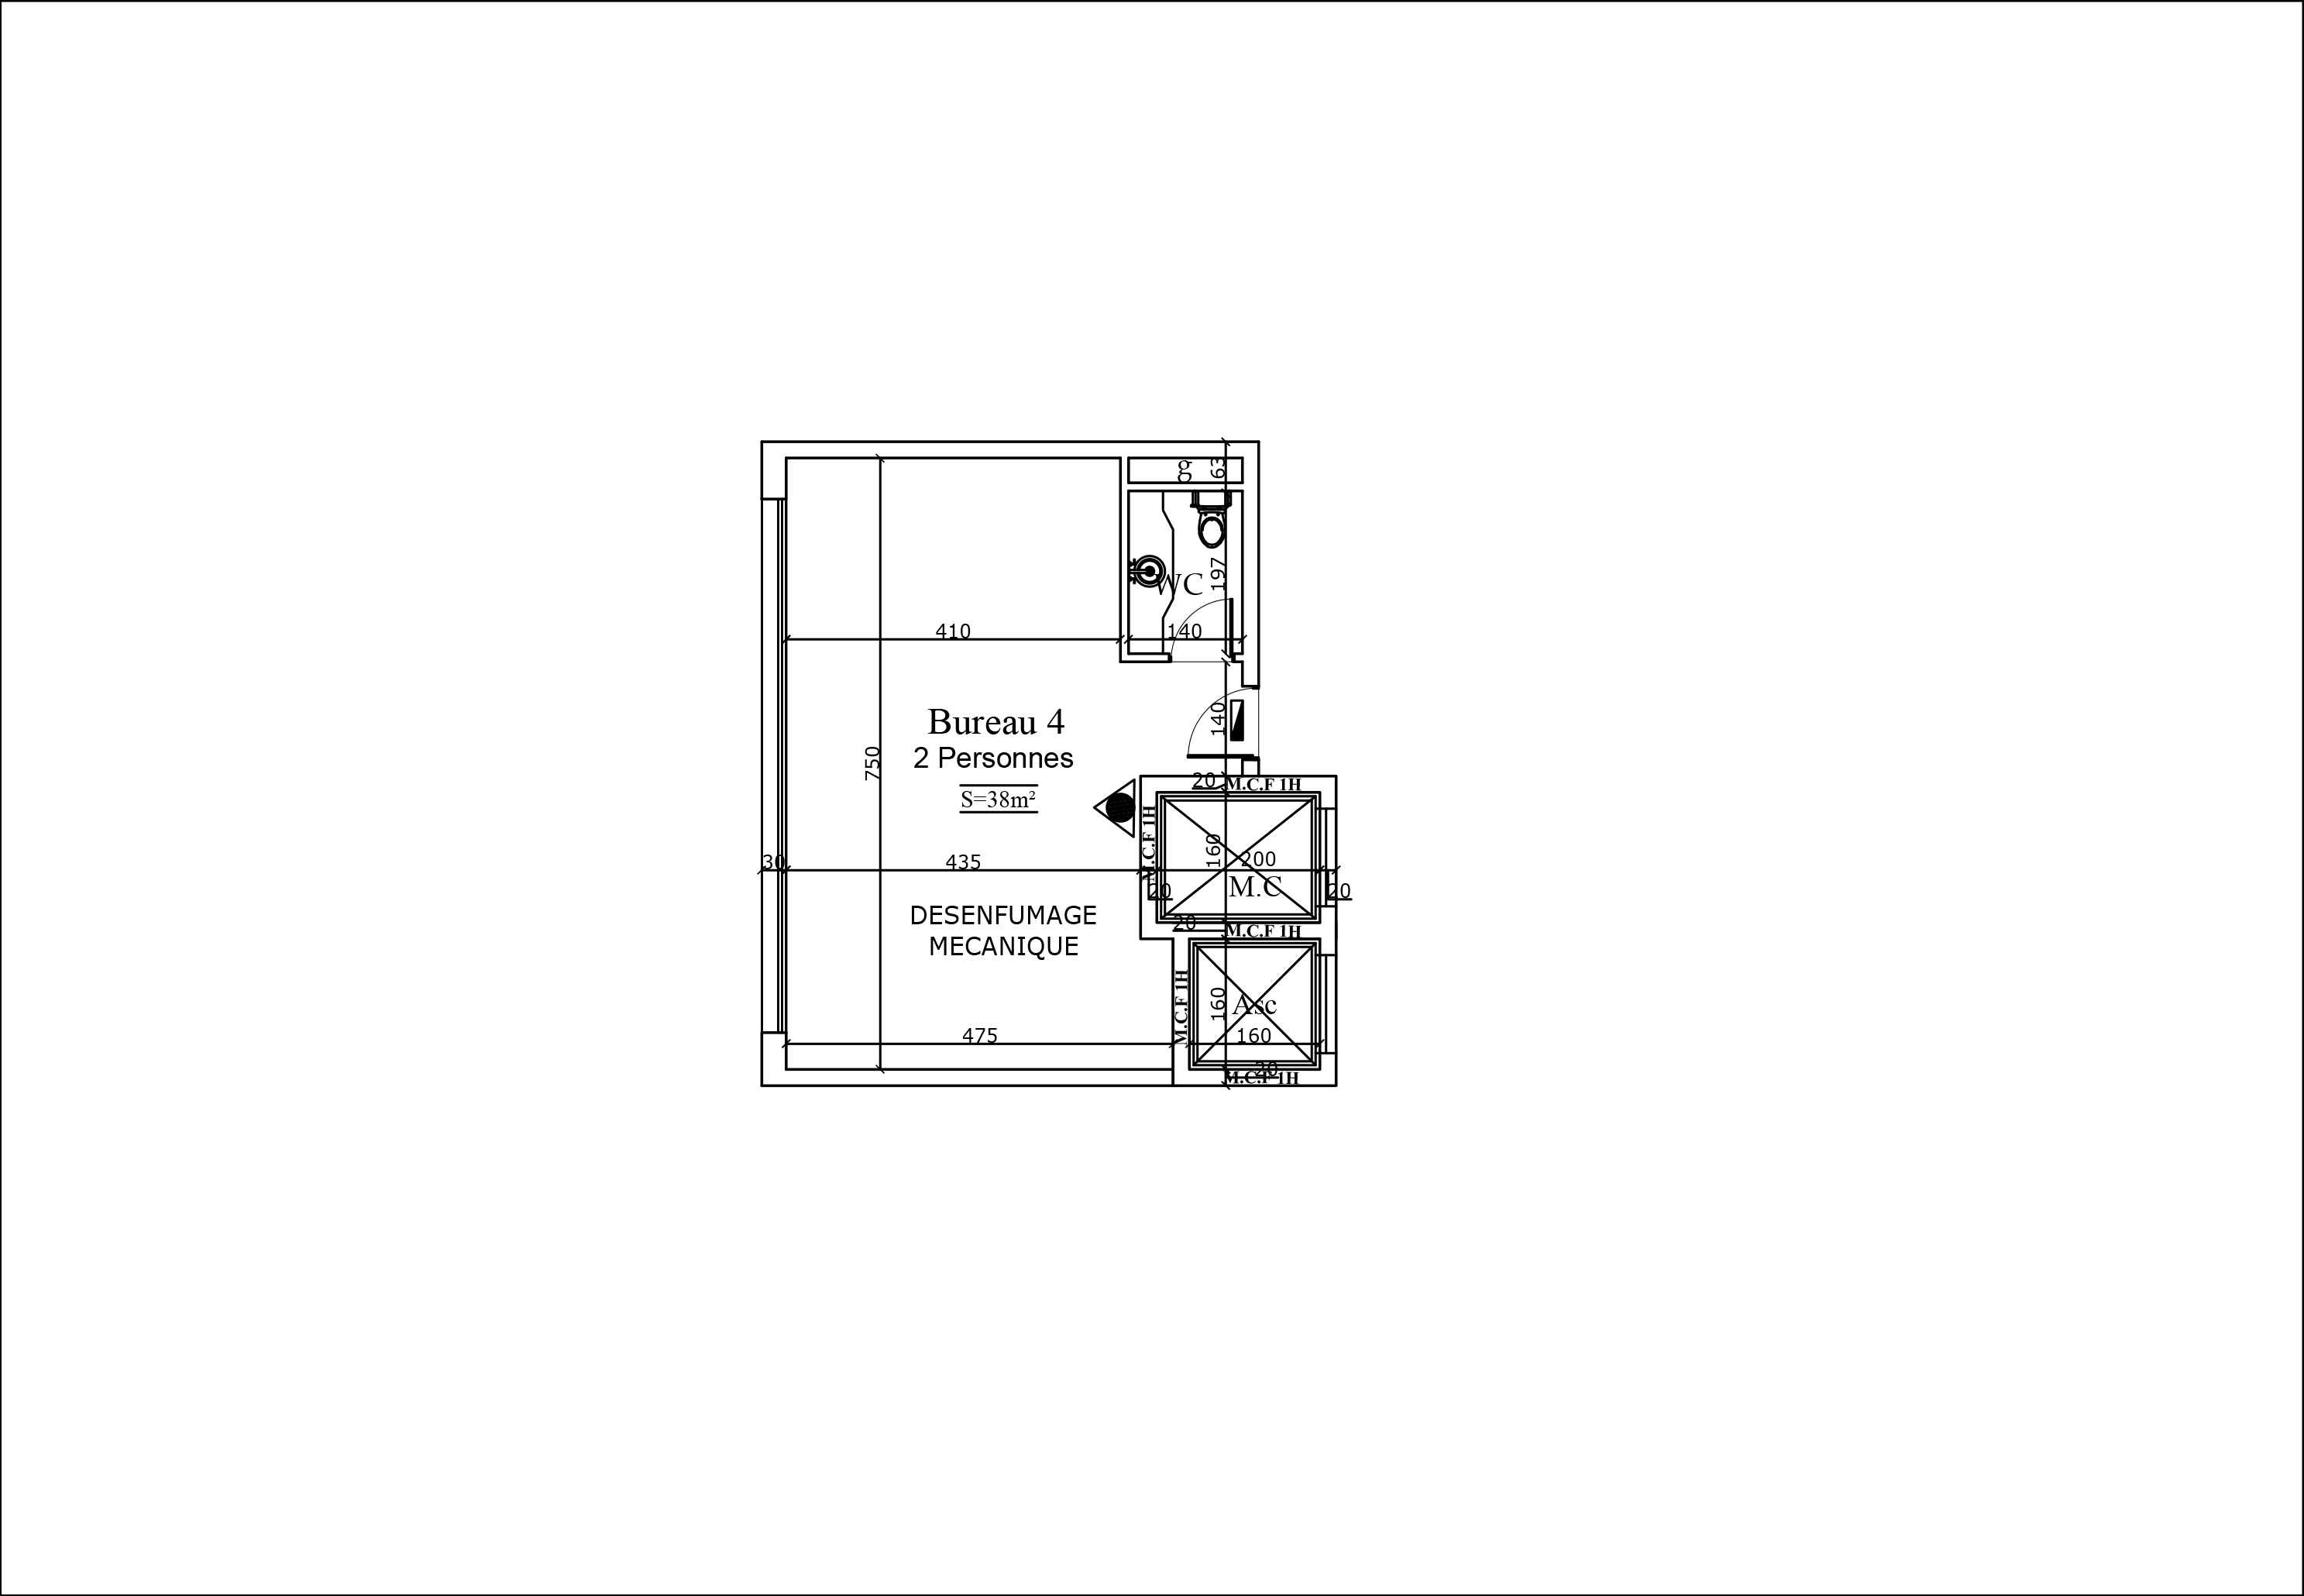 g
63
WC
197
410
140
Bureau 4
2 Personnes
S=38m²
750
140
20
M.C.F 1H
M.C.F 1H
160
30
435
200
M.C
20
20
DESENFUMAGE
MECANIQUE
20
M.C.F 1H
M.C.F 1H
160
Asc
475
160
20
M.C.F 1H